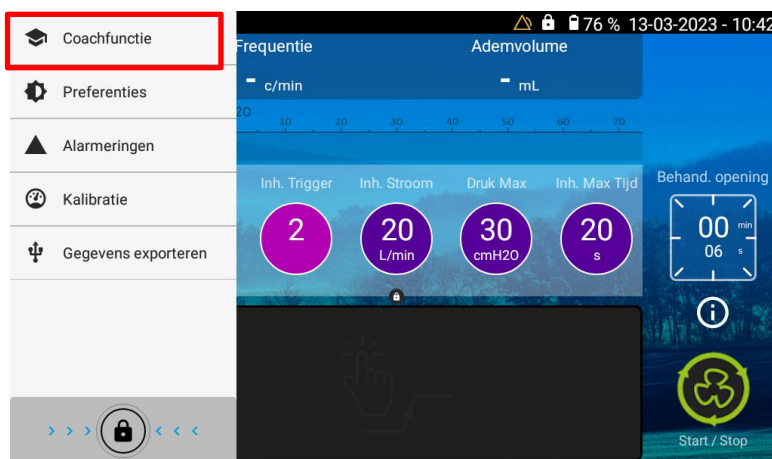 76 % 13-03-2023 - 10:42
Coachfunctie
Preferenties
Alarmeringen
Kalibratie
Gegevens exporteren
Frequentie Ademvolume
- c/min - mL
20 10 20 30 40 50 60 70
Inh. Trigger Inh. Stroom Druk Max Inh. Max Tijd
2 20 30 20
L/min cmH2O s
Behand. opening
00 min
06 s
i
Start / Stop